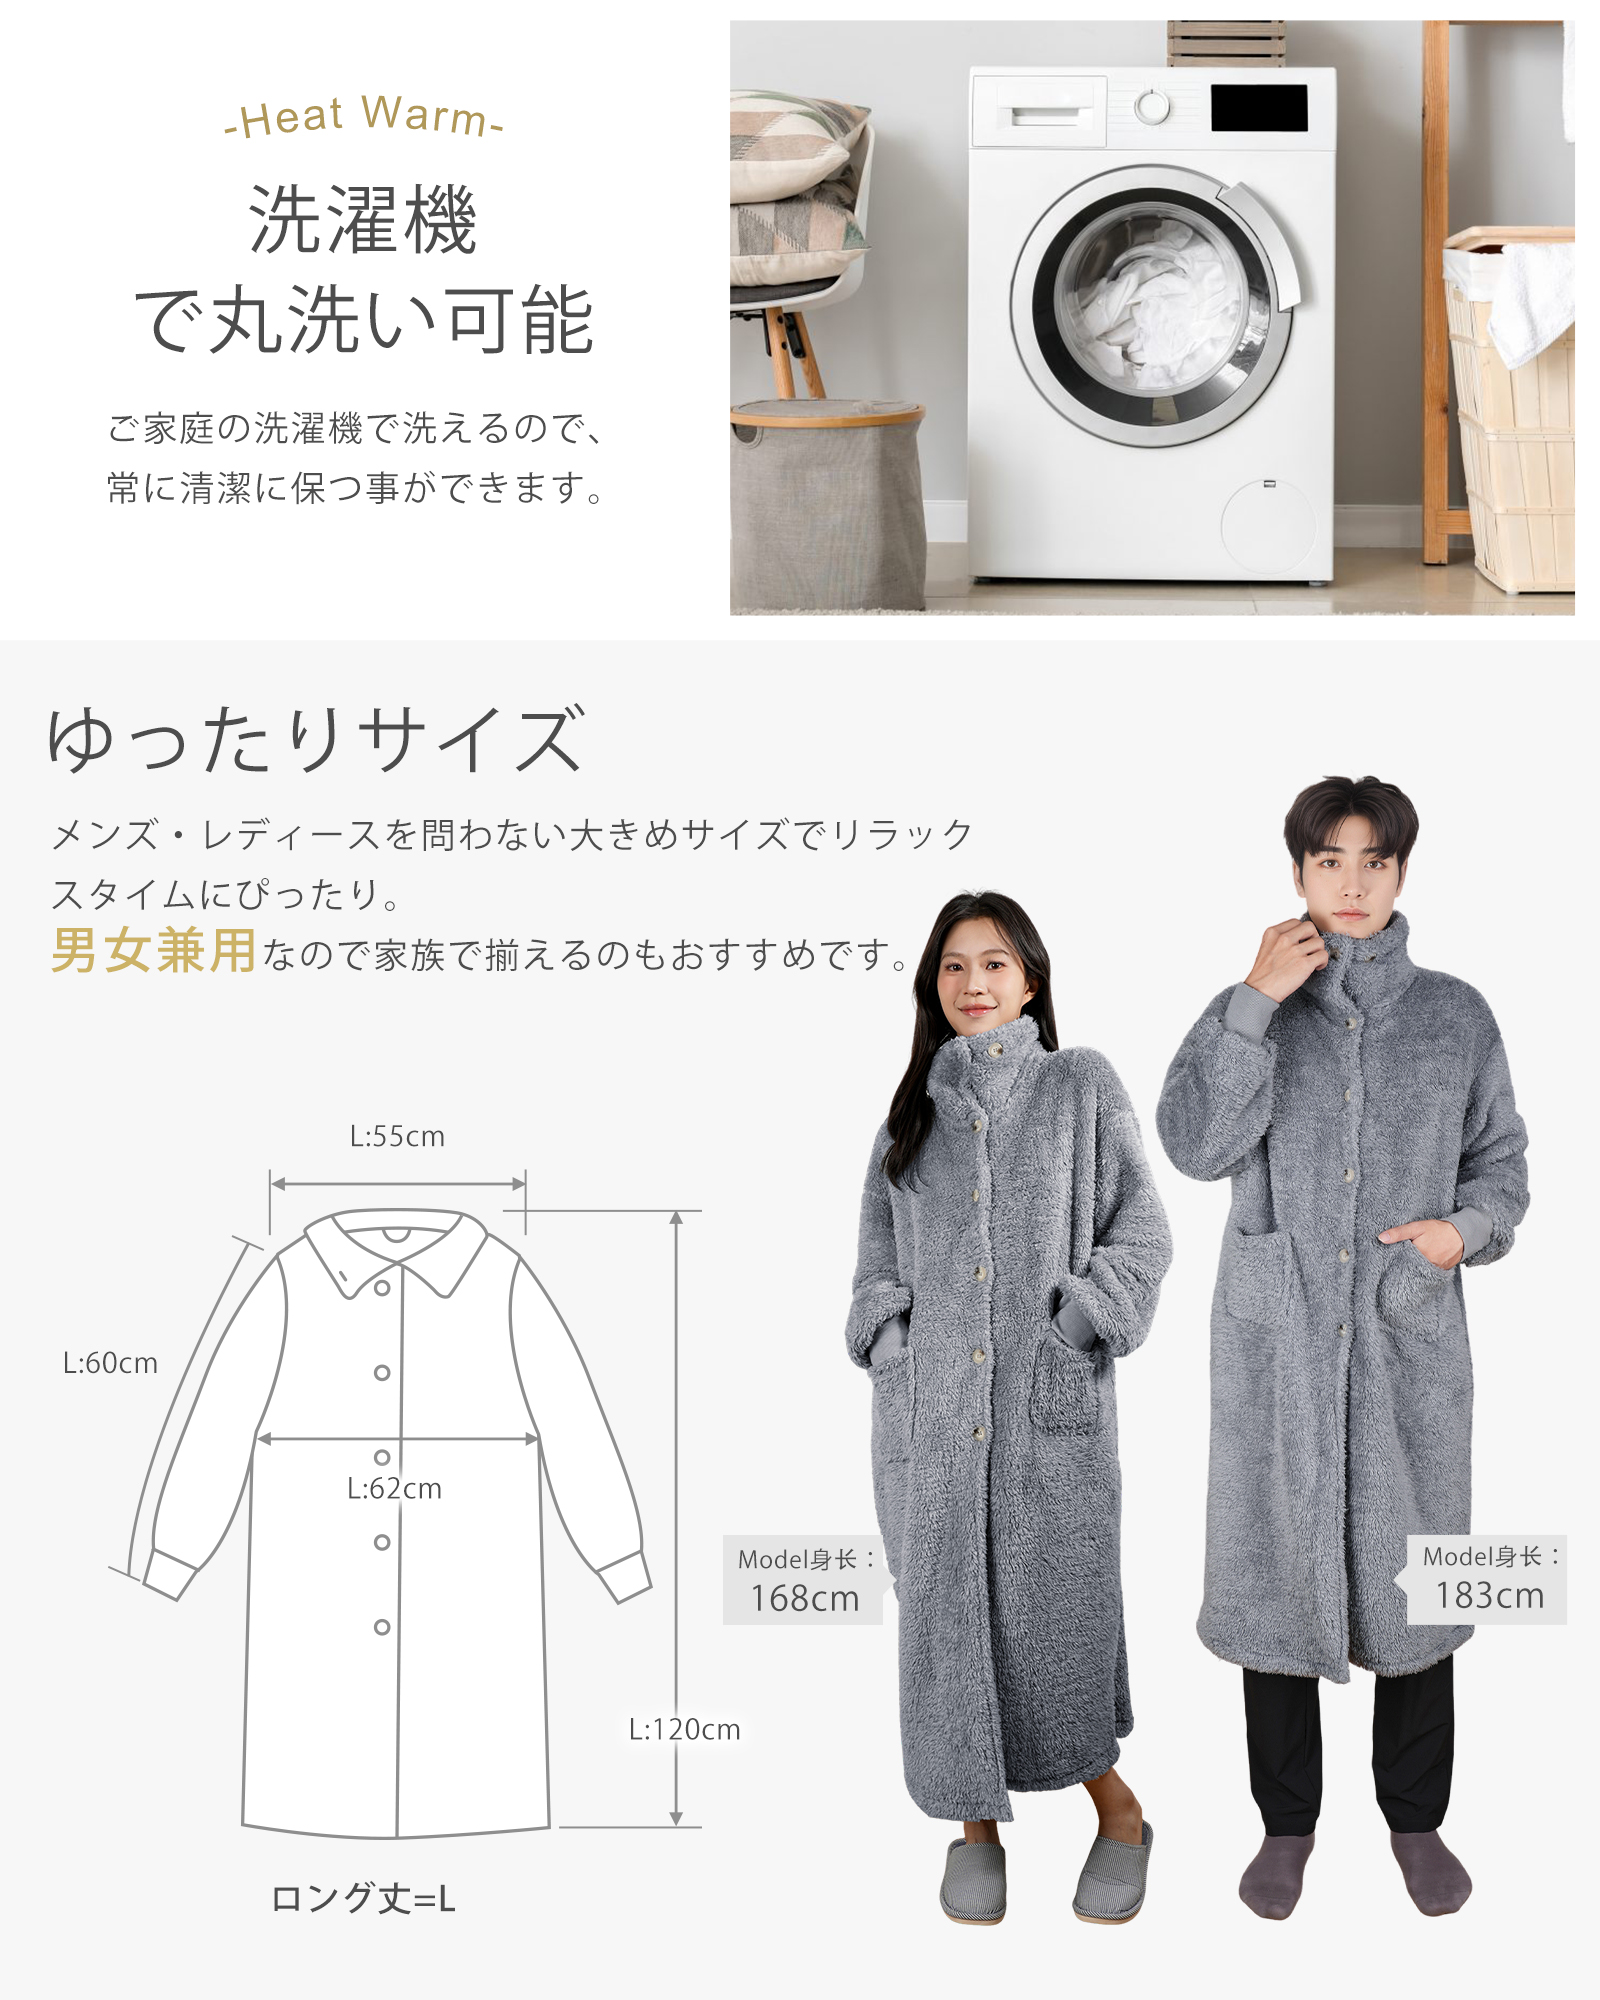 -Heat Warm-
洗濯機
で丸洗い可能
ご家庭の洗濯機で洗えるので、
常に清潔に保つ事ができます。
ゆったりサイズ
メンズ・レディースを問わない大きめサイズでリラック
スタイムにぴったり。
男女兼用なので家族で揃えるのもおすすめです。
L:55cm
L:60cm
L:62cm
L:120cm
ロング丈=L
Model身长：
168cm
Model身长：
183cm